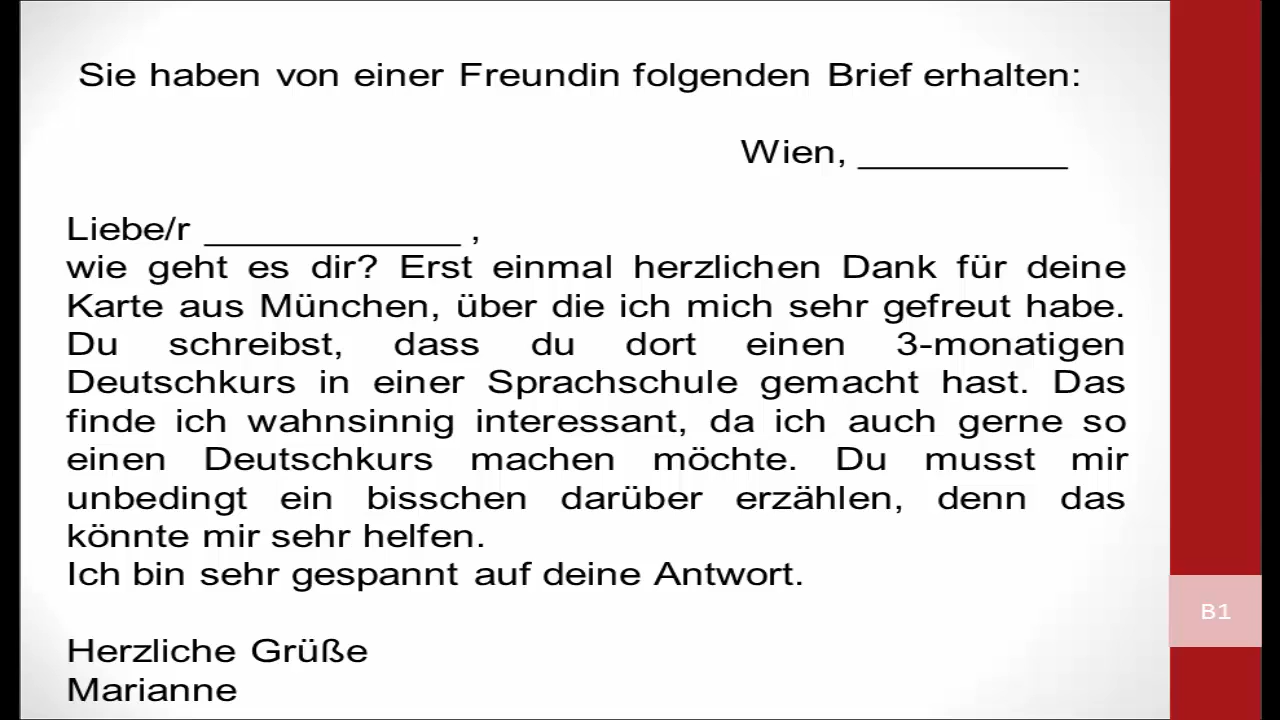 Sie haben von einer Freundin folgenden Brief erhalten:
Wien, __________
Liebe/r ____________ ,
wie geht es dir? Erst einmal herzlichen Dank für deine
Karte aus München, über die ich mich sehr gefreut habe.
Du schreibst, dass du dort einen 3-monatigen
Deutschkurs in einer Sprachschule gemacht hast. Das
finde ich wahnsinnig interessant, da ich auch gerne so
einen Deutschkurs machen möchte. Du musst mir
unbedingt ein bisschen darüber erzählen, denn das
könnte mir sehr helfen.
Ich bin sehr gespannt auf deine Antwort.
B1
Herzliche Grüße
Marianne